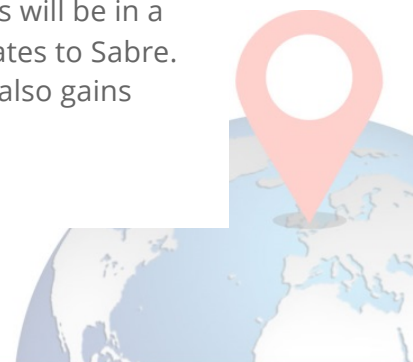 s will be in a
ates to Sabre.
also gains